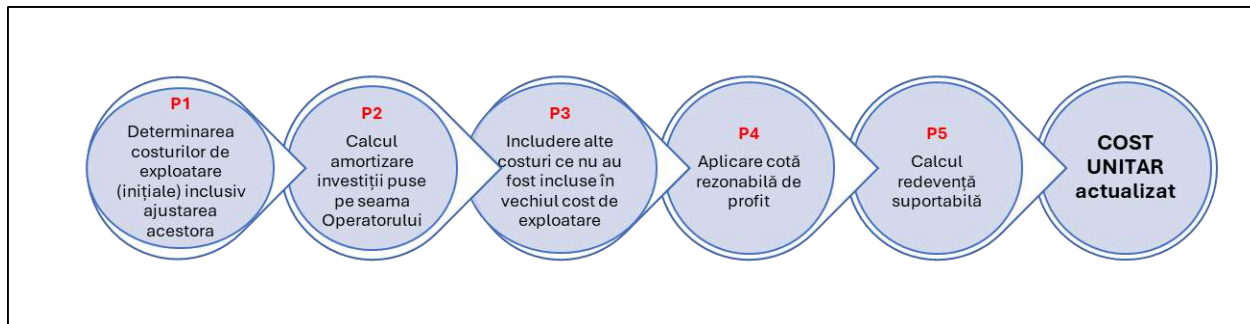 P1
Determinarea
costurilor de
exploatare
(inițiale) inclusiv
ajustarea
acestora
P2
Calcul
amortizare
investiții puse
pe seama
Operatorului
P3
Includere alte
costuri ce nu au
fost incluse în
vechiul cost de
exploatare
P4
Aplicare cotă
rezonabilă de
profit
P5
Calcul
redevență
suportabilă
COST
UNITAR
actualizat